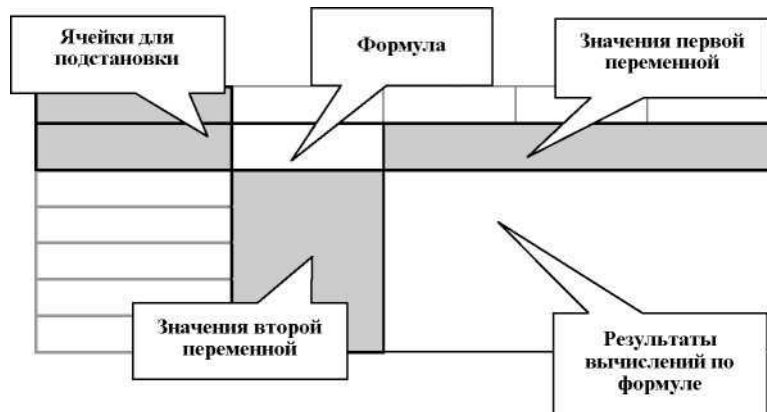 Ячейки для
подстановки
Формула
Значения первой
переменной
Значения второй
переменной
Результаты
вычислений по
формуле